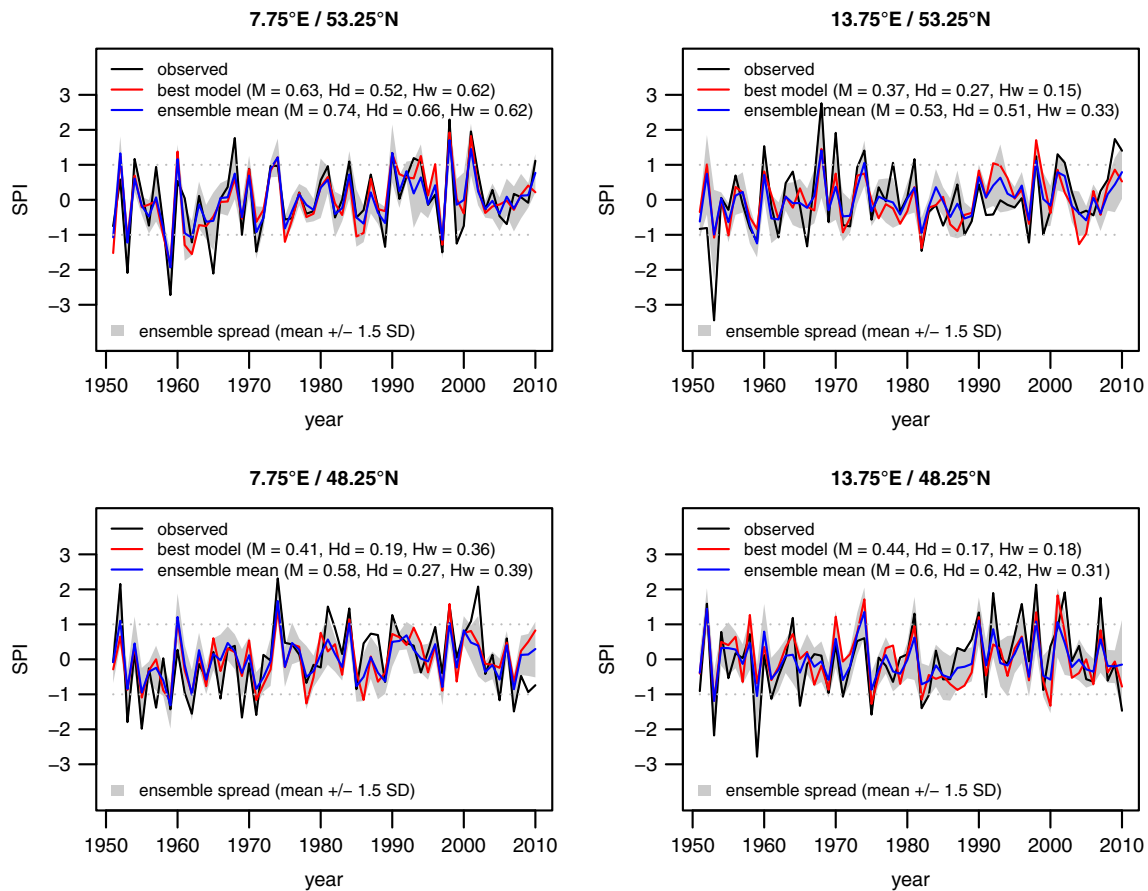 7.75°E / 53.25°N
observed
best model (M = 0.63, Hd = 0.52, Hw = 0.62)
ensemble mean (M = 0.74, Hd = 0.66, Hw = 0.62)
3
2
1
0
−1
−2
−3
SPI
ensemble spread (mean +/− 1.5 SD)
1950 1960 1970 1980 1990 2000 2010
year
13.75°E / 53.25°N
observed
best model (M = 0.37, Hd = 0.27, Hw = 0.15)
ensemble mean (M = 0.53, Hd = 0.51, Hw = 0.33)
3
2
1
0
−1
−2
−3
SPI
ensemble spread (mean +/− 1.5 SD)
1950 1960 1970 1980 1990 2000 2010
year
7.75°E / 48.25°N
observed
best model (M = 0.41, Hd = 0.19, Hw = 0.36)
ensemble mean (M = 0.58, Hd = 0.27, Hw = 0.39)
3
2
1
0
−1
−2
−3
SPI
ensemble spread (mean +/− 1.5 SD)
1950 1960 1970 1980 1990 2000 2010
year
13.75°E / 48.25°N
observed
best model (M = 0.44, Hd = 0.17, Hw = 0.18)
ensemble mean (M = 0.6, Hd = 0.42, Hw = 0.31)
3
2
1
0
−1
−2
−3
SPI
ensemble spread (mean +/− 1.5 SD)
1950 1960 1970 1980 1990 2000 2010
year